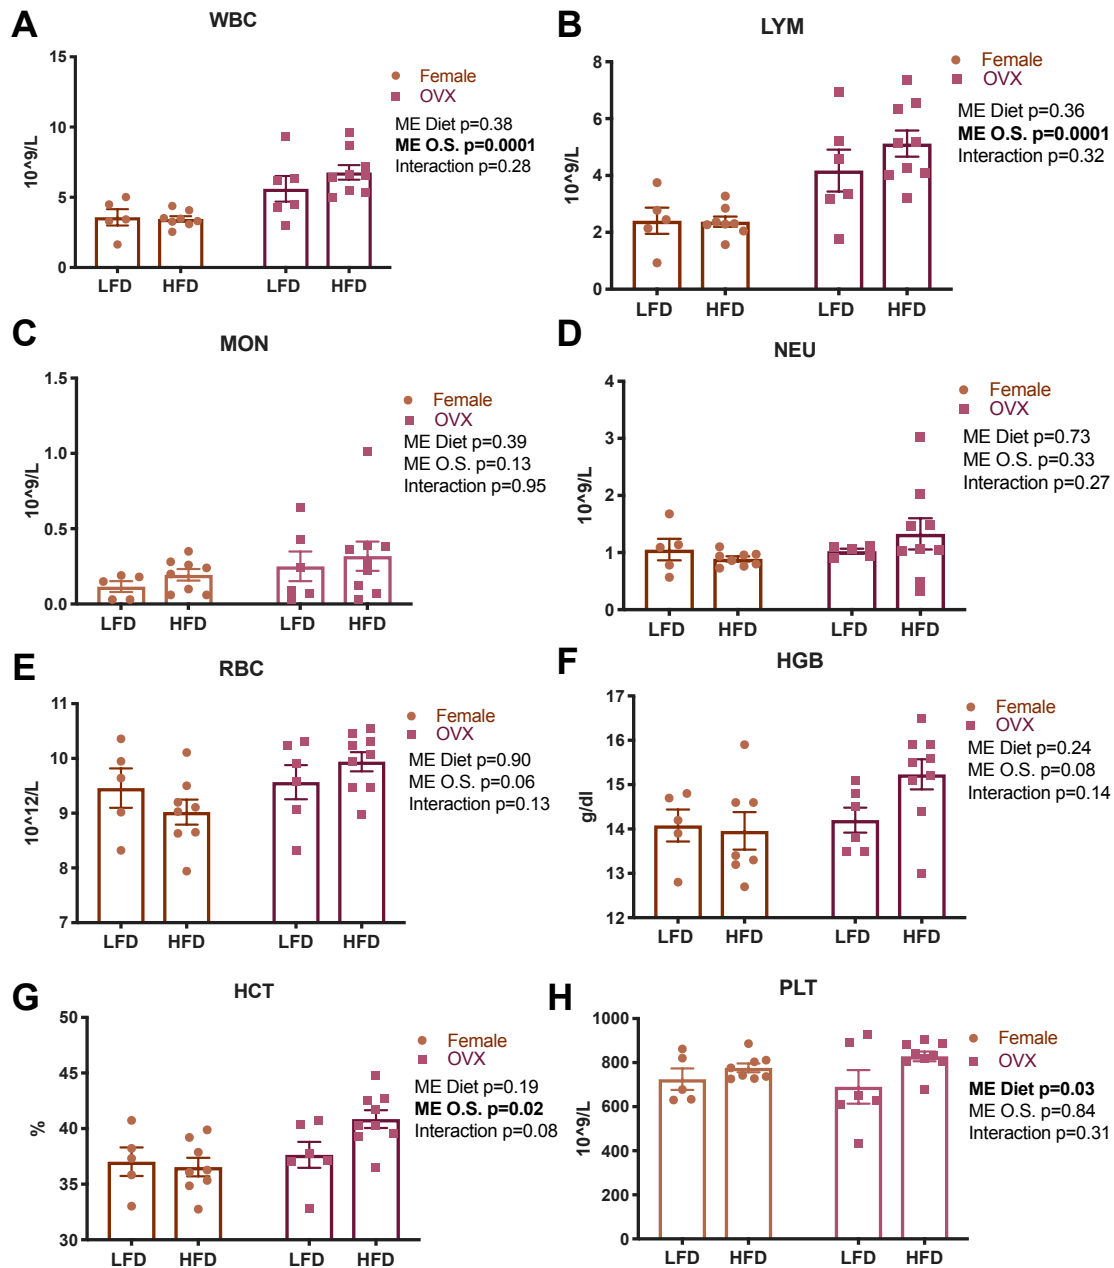 A
WBC
15
10
5
0
10^9/L
LFD
HFD
LFD
HFD
Female
OVX
ME Diet p=0.38
ME O.S. p=0.0001
Interaction p=0.28
B
LYM
8
6
4
2
0
10^9/L
LFD
HFD
LFD
HFD
Female
OVX
ME Diet p=0.36
ME O.S. p=0.0001
Interaction p=0.32
C
MON
1.5
1.0
0.5
0.0
10^9/L
LFD
HFD
LFD
HFD
Female
OVX
ME Diet p=0.39
ME O.S. p=0.13
Interaction p=0.95
D
NEU
4
3
2
1
0
10^9/L
LFD
HFD
LFD
HFD
Female
OVX
ME Diet p=0.73
ME O.S. p=0.33
Interaction p=0.27
E
RBC
11
10
9
8
7
10^12/L
LFD
HFD
LFD
HFD
Female
OVX
ME Diet p=0.90
ME O.S. p=0.06
Interaction p=0.13
F
HGB
17
16
15
14
13
12
g/dl
LFD
HFD
LFD
HFD
Female
OVX
ME Diet p=0.24
ME O.S. p=0.08
Interaction p=0.14
G
HCT
50
45
40
35
30
%
LFD
HFD
LFD
HFD
Female
OVX
ME Diet p=0.19
ME O.S. p=0.02
Interaction p=0.08
H
PLT
1000
800
600
400
200
0
10^9/L
LFD
HFD
LFD
HFD
Female
OVX
ME Diet p=0.03
ME O.S. p=0.84
Interaction p=0.31